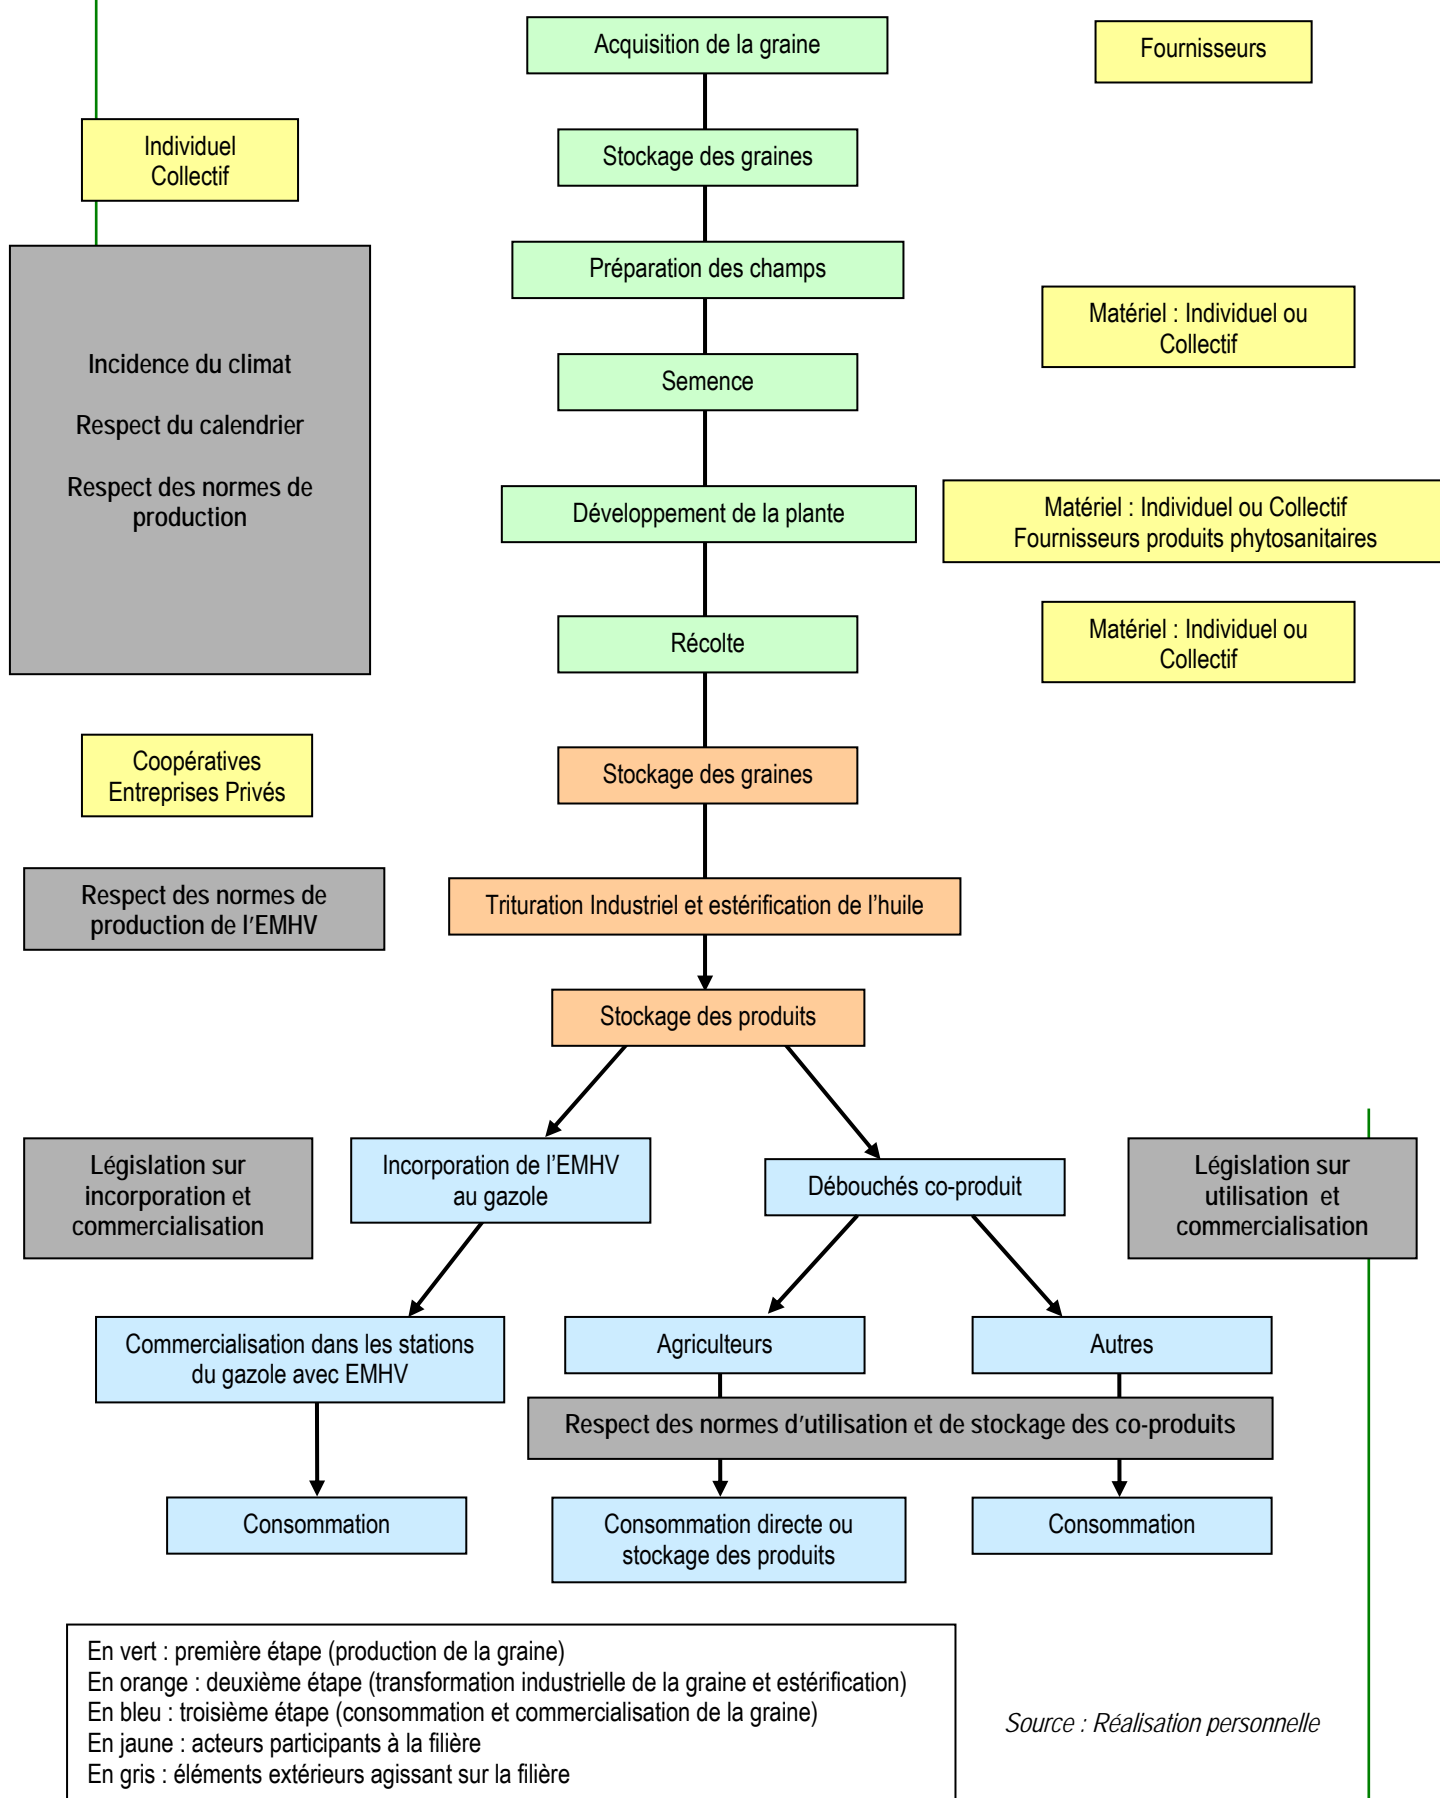 Acquisition de la graine
Fournisseurs
Individuel
Collectif
Stockage des graines
Préparation des champs
Matériel : Individuel ou
Collectif
Incidence du climat
Respect du calendrier
Respect des normes de
production
Semence
Développement de la plante
Matériel : Individuel ou Collectif
Fournisseurs produits phytosanitaires
Récolte
Matériel : Individuel ou
Collectif
Coopératives
Entreprises Privés
Stockage des graines
Respect des normes de
production de l'EMHV
Trituration Industriel et estérification de l'huile
Stockage des produits
Législation sur
incorporation et
commercialisation
Incorporation de l'EMHV
au gazole
Débouchés co-produit
Législation sur
utilisation et
commercialisation
Commercialisation dans les stations
du gazole avec EMHV
Agriculteurs
Autres
Respect des normes d'utilisation et de stockage des co-produits
Consommation
Consommation directe ou
stockage des produits
Consommation
En vert : première étape (production de la graine)
En orange : deuxième étape (transformation industrielle de la graine et estérification)
En bleu : troisième étape (consommation et commercialisation de la graine)
En jaune : acteurs participants à la filière
En gris : éléments extérieurs agissant sur la filière
Source : Réalisation personnelle